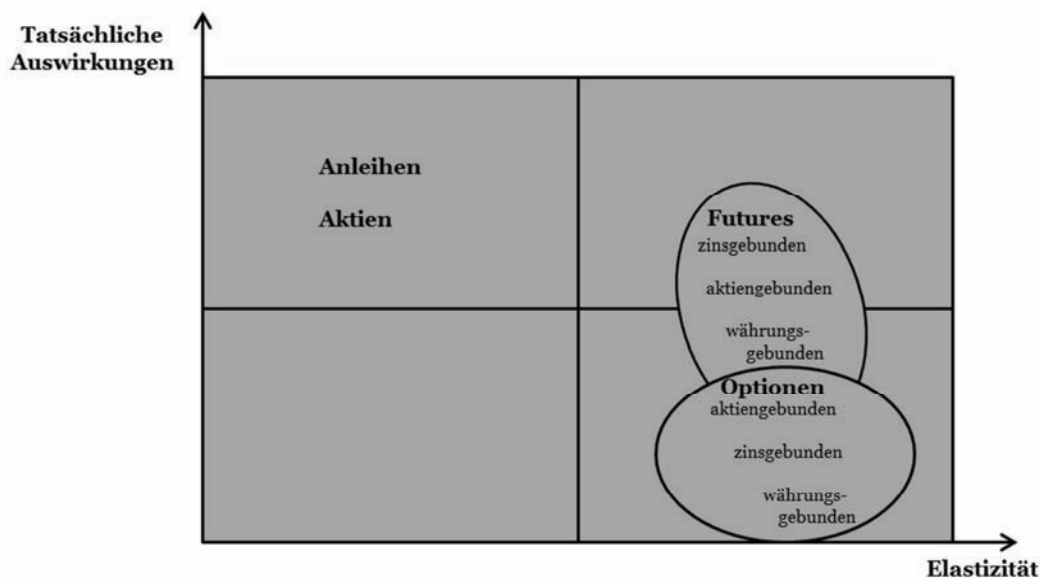 Tatsächliche
Auswirkungen
Anleihen
Aktien
Futures
zinsgebunden
aktiengebunden
währungs-
gebunden
Optionen
aktiengebunden
zinsgebunden
währungs-
gebunden
Elastizität